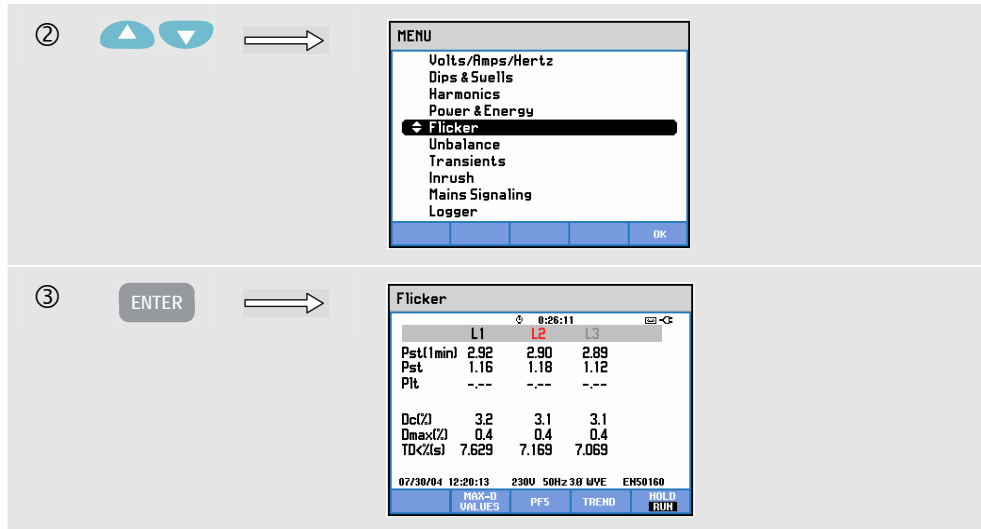 ②
MENU
Volts/Amps/Hertz
Dips & Swells
Harmonics
Power & Energy
Flicker
Unbalance
Transients
Inrush
Mains Signaling
Logger
OK
③
ENTER
Flicker
0:26:11
L1 L2 L3
Pst(1min) 2.92 2.90 2.89
Pst 1.16 1.18 1.12
Plt -.-- -.-- -.--
Dc(%) 3.2 3.1 3.1
Dmax(%) 0.4 0.4 0.4
TD<%(s) 7.629 7.169 7.069
07/30/04 12:20:13 230V 50Hz 3Ø WYE EN50160
MAX-D VALUES PF5 TREND HOLD RUN